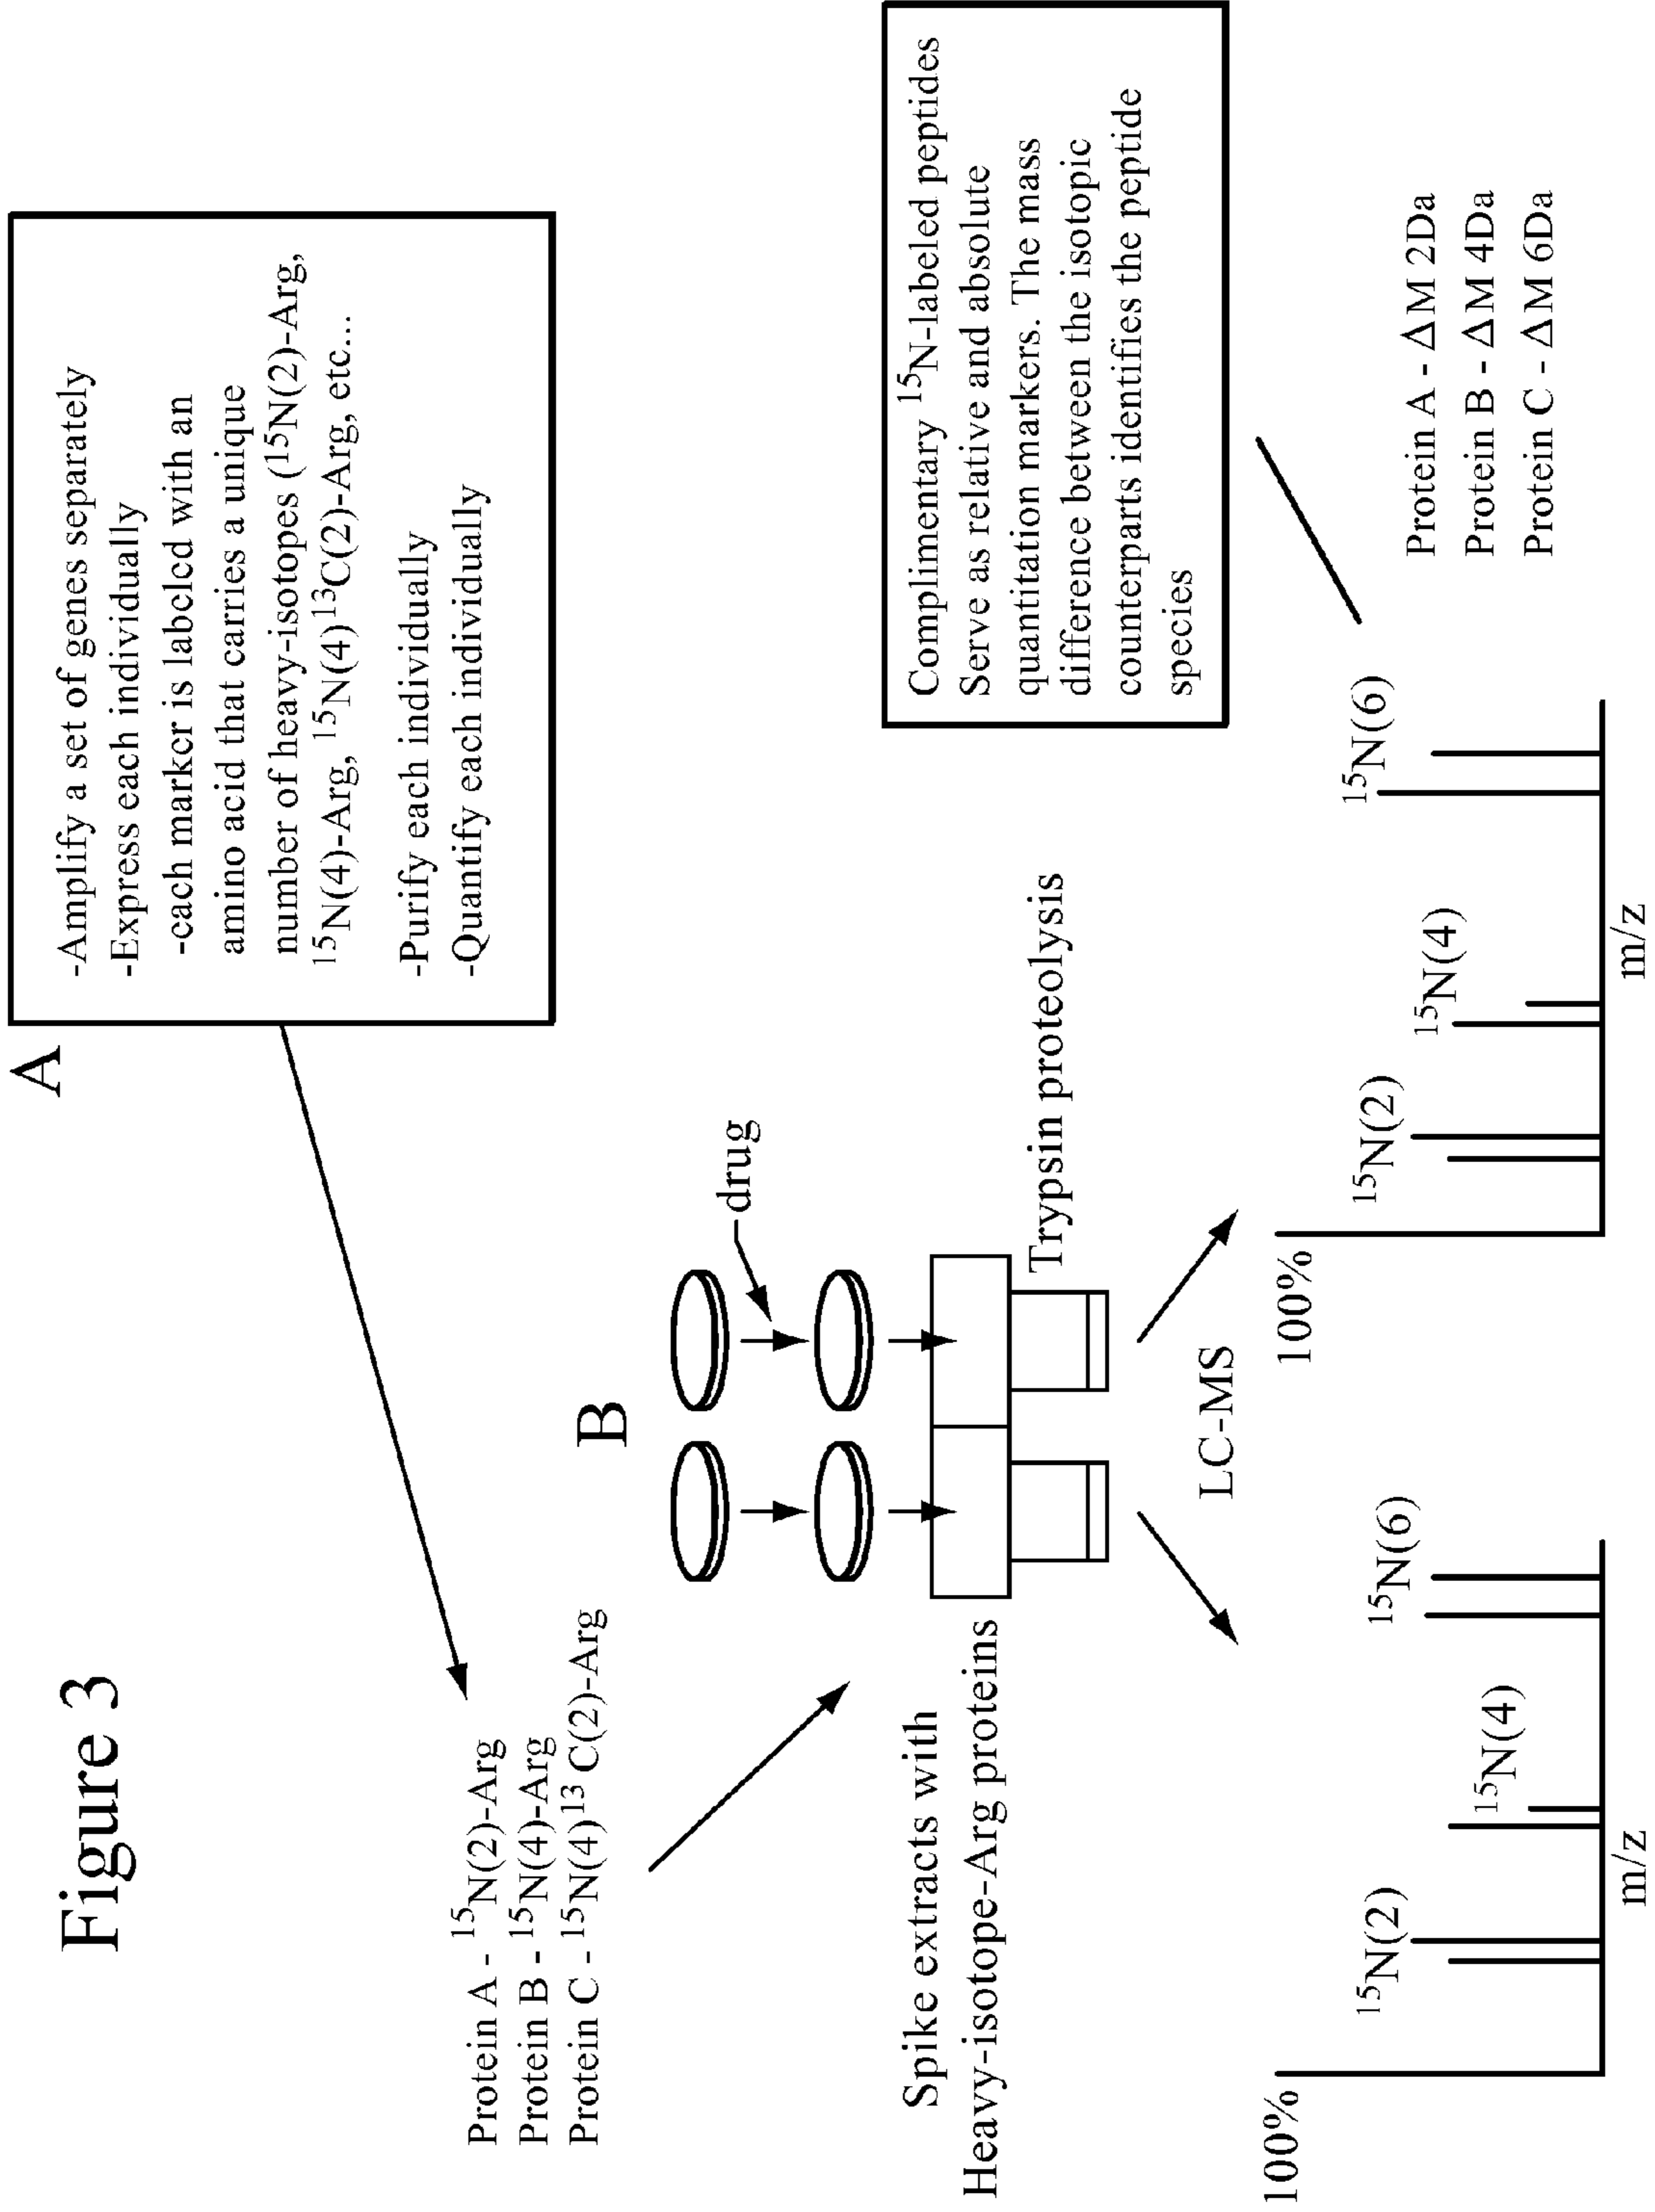 Figure 3
A
-Amplify a set of genes separately
-Express each individually
-each marker is labeled with an
amino acid that carries a unique
number of heavy-isotopes (¹⁵N(2)-Arg,
¹⁵N(4)-Arg, ¹⁵N(4)¹³C(2)-Arg, etc...
-Purify each individually
-Quantify each individually
Protein A - ¹⁵N(2)-Arg
Protein B - ¹⁵N(4)-Arg
Protein C - ¹⁵N(4)¹³ C(2)-Arg
B
drug
Spike extracts with
Heavy-isotope-Arg proteins
Trypsin proteolysis
LC-MS
Complimentary ¹⁵N-labeled peptides
Serve as relative and absolute
quantitation markers. The mass
difference between the isotopic
counterparts identifies the peptide
species
100%
¹⁵N(2)
¹⁵N(4)
¹⁵N(6)
m/z
100%
¹⁵N(2)
¹⁵N(4)
¹⁵N(6)
m/z
Protein A - ΔM 2Da
Protein B - ΔM 4Da
Protein C - ΔM 6Da